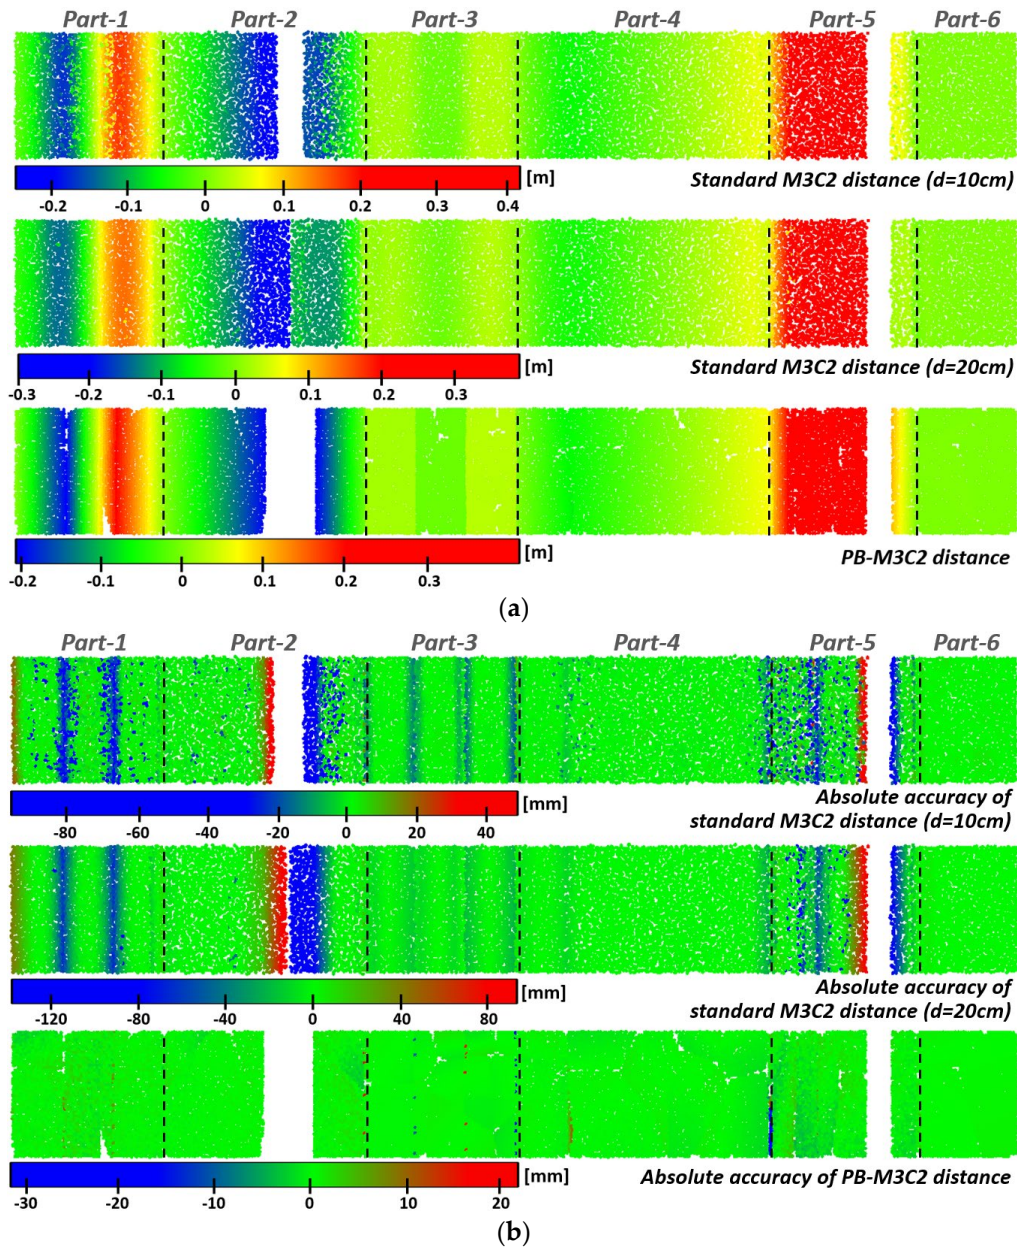 Part-1 Part-2 Part-3 Part-4 Part-5 Part-6
[m]
-0.2 -0.1 0 0.1 0.2 0.3 0.4
Standard M3C2 distance (d=10cm)
[m]
-0.3 -0.2 -0.1 0 0.1 0.2 0.3
Standard M3C2 distance (d=20cm)
[m]
-0.2 -0.1 0 0.1 0.2 0.3
PB-M3C2 distance
(a)
Part-1 Part-2 Part-3 Part-4 Part-5 Part-6
[mm]
-80 -60 -40 -20 0 20 40
Absolute accuracy of
standard M3C2 distance (d=10cm)
[mm]
-120 -80 -40 0 40 80
Absolute accuracy of
standard M3C2 distance (d=20cm)
[mm]
-30 -20 -10 0 10 20
Absolute accuracy of PB-M3C2 distance
(b)